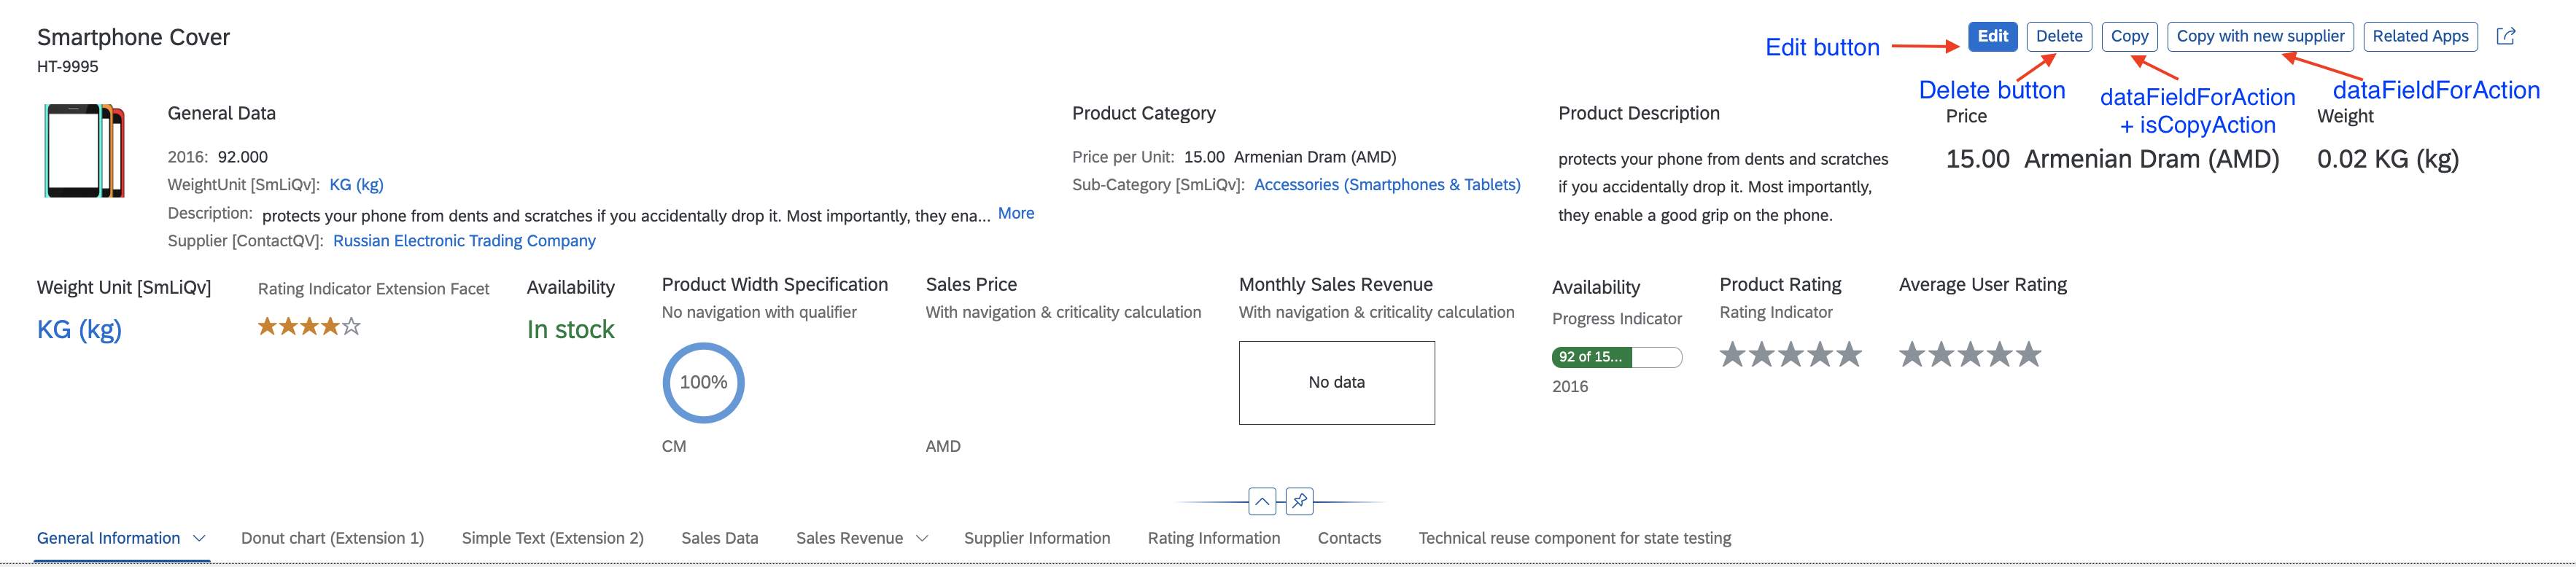 Smartphone Cover
HT-9995
Edit button
Edit
Delete
Copy
Copy with new supplier
Related Apps
Delete button
dataFieldForAction
+ isCopyAction
dataFieldForAction
General Data
2016: 92.000
WeightUnit [SmLiQv]: KG (kg)
Description: protects your phone from dents and scratches if you accidentally drop it. Most importantly, they ena... More
Supplier [ContactQV]: Russian Electronic Trading Company
Product Category
Price per Unit: 15.00 Armenian Dram (AMD)
Sub-Category [SmLiQv]: Accessories (Smartphones & Tablets)
Product Description
protects your phone from dents and scratches
if you accidentally drop it. Most importantly,
they enable a good grip on the phone.
Price
15.00 Armenian Dram (AMD)
Weight
0.02 KG (kg)
Weight Unit [SmLiQv]
KG (kg)
Rating Indicator Extension Facet
Availability
In stock
Product Width Specification
No navigation with qualifier
100%
CM
Sales Price
With navigation & criticality calculation
AMD
Monthly Sales Revenue
With navigation & criticality calculation
No data
Availability
Progress Indicator
92 of 15...
2016
Product Rating
Rating Indicator
Average User Rating
General Information
Donut chart (Extension 1)
Simple Text (Extension 2)
Sales Data
Sales Revenue
Supplier Information
Rating Information
Contacts
Technical reuse component for state testing